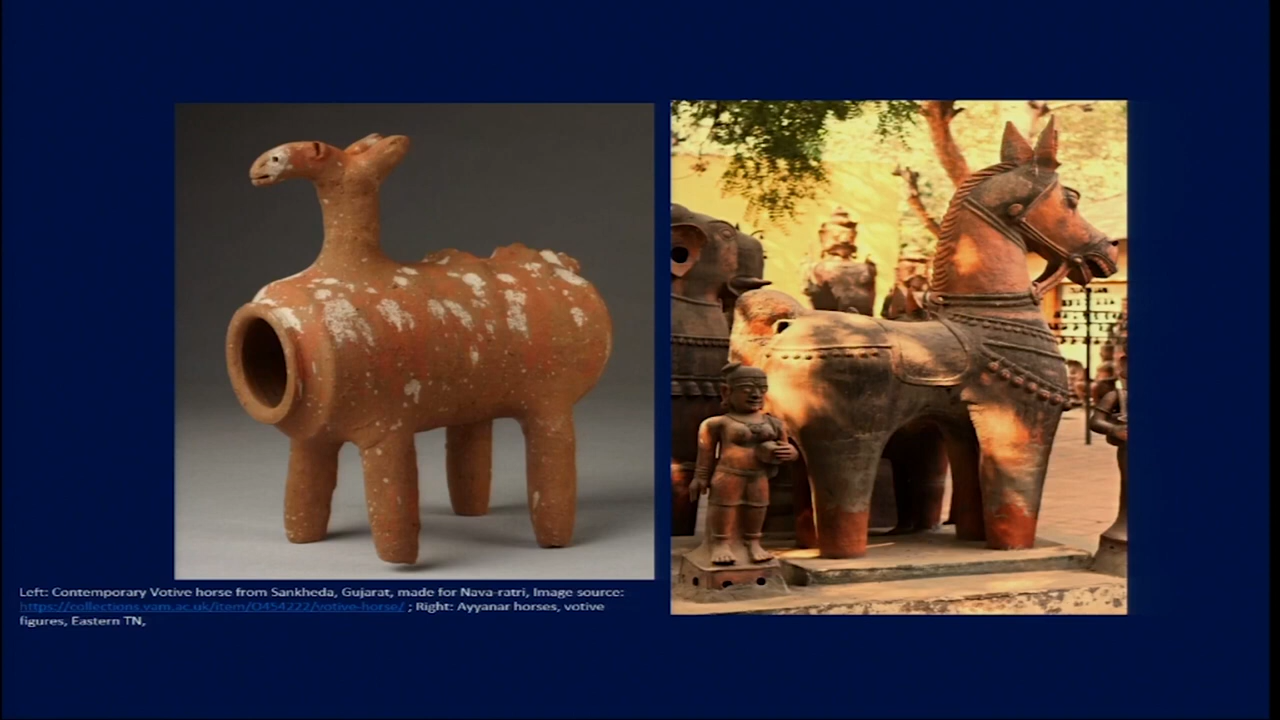 Left: Contemporary Votive horse from Sankheda, Gujarat, made for Nava-ratri, Image source:
https://collections.vam.ac.uk/item/O454222/votive-horse/ ; Right: Ayyanar horses, votive
figures, Eastern TN,